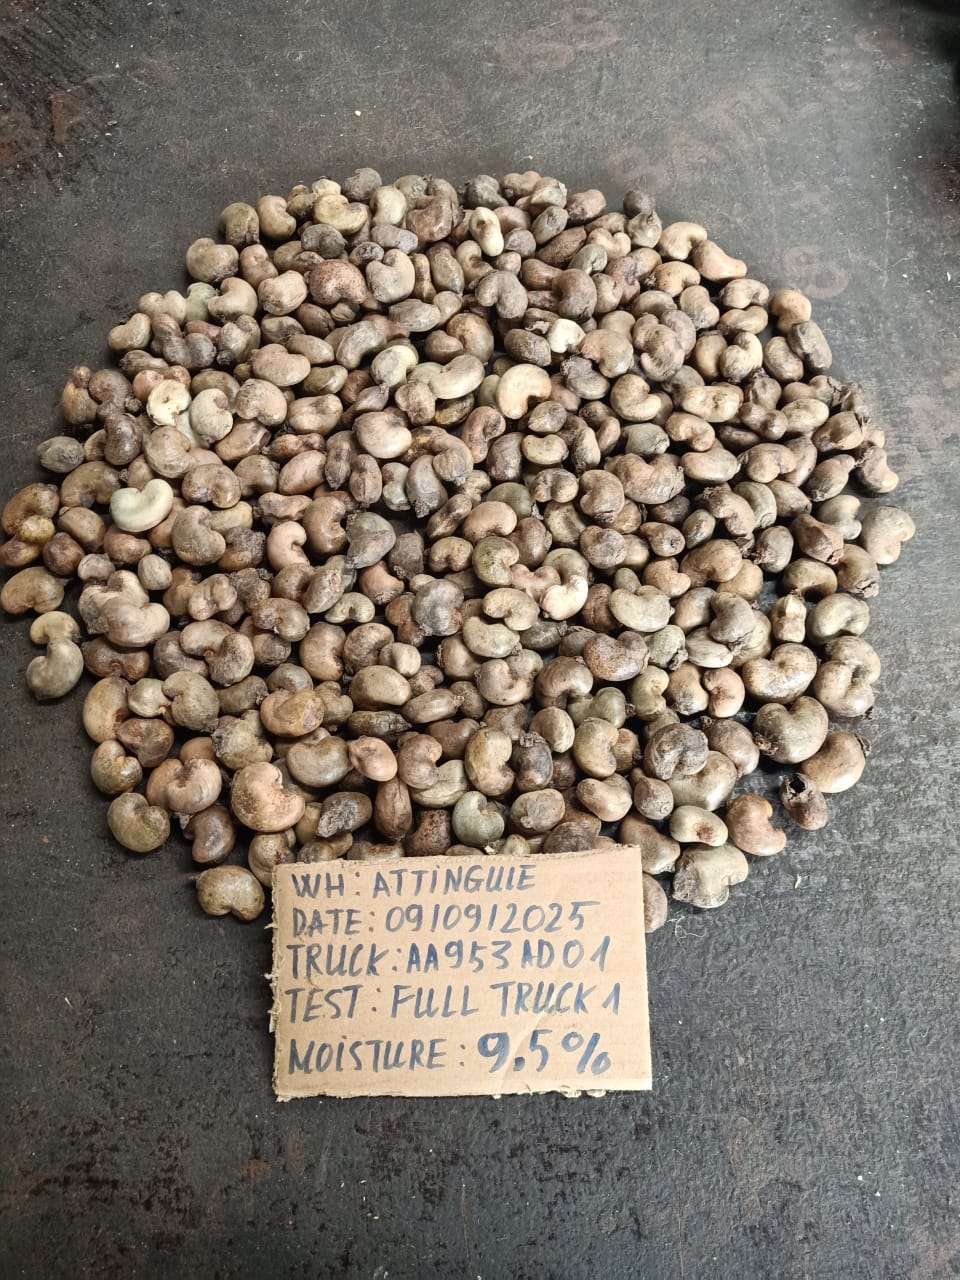 WH: ATTINGUIE
DATE: 09/09/2025
TRUCK: AA953AD01
TEST: FULL TRUCK 1
MOISTURE: 9.5%